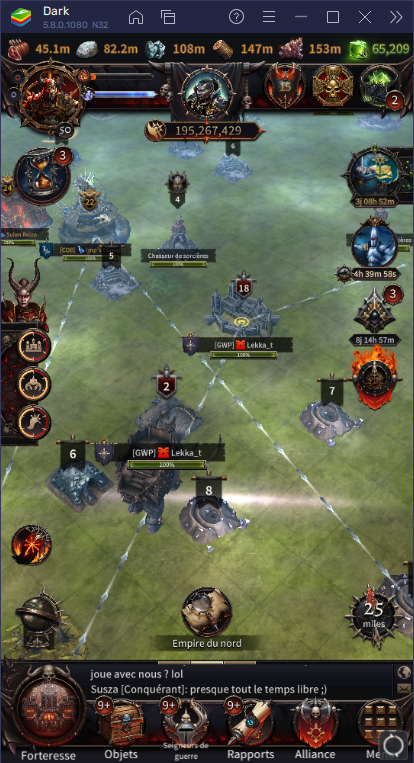 Dark
5.8.0.1080 N32
45.1m 82.2m 108m 147m 153m 65,209
15
2
50
195,267,429
3
6
24
22
4
3j 08h 52m
5
Chasseur de sorcières
4h 39m 58s
18
3
[GWP] Lekka_t
100%
8j 14h 57m
2
7
6
[GWP] Lekka_t
100%
8
25
miles
Empire du nord
joue avec nous ? lol
Susza [Conquérant]: presque tout le temps libre ;)
9+ 9+ 9+
Forteresse Objets Seigneurs de guerre Rapports Alliance